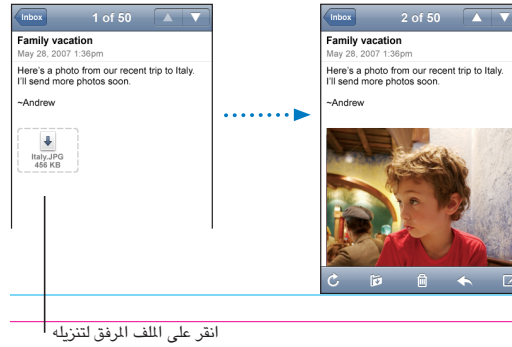 Inbox
1 of 50
Family vacation
May 28, 2007 1:36pm
Here's a photo from our recent trip to Italy.
I'll send more photos soon.
~Andrew
Italy.JPG
456 KB
Inbox
2 of 50
Family vacation
May 28, 2007 1:36pm
Here's a photo from our recent trip to Italy.
I'll send more photos soon.
~Andrew
انقر على الملف المرفق لتنزيله